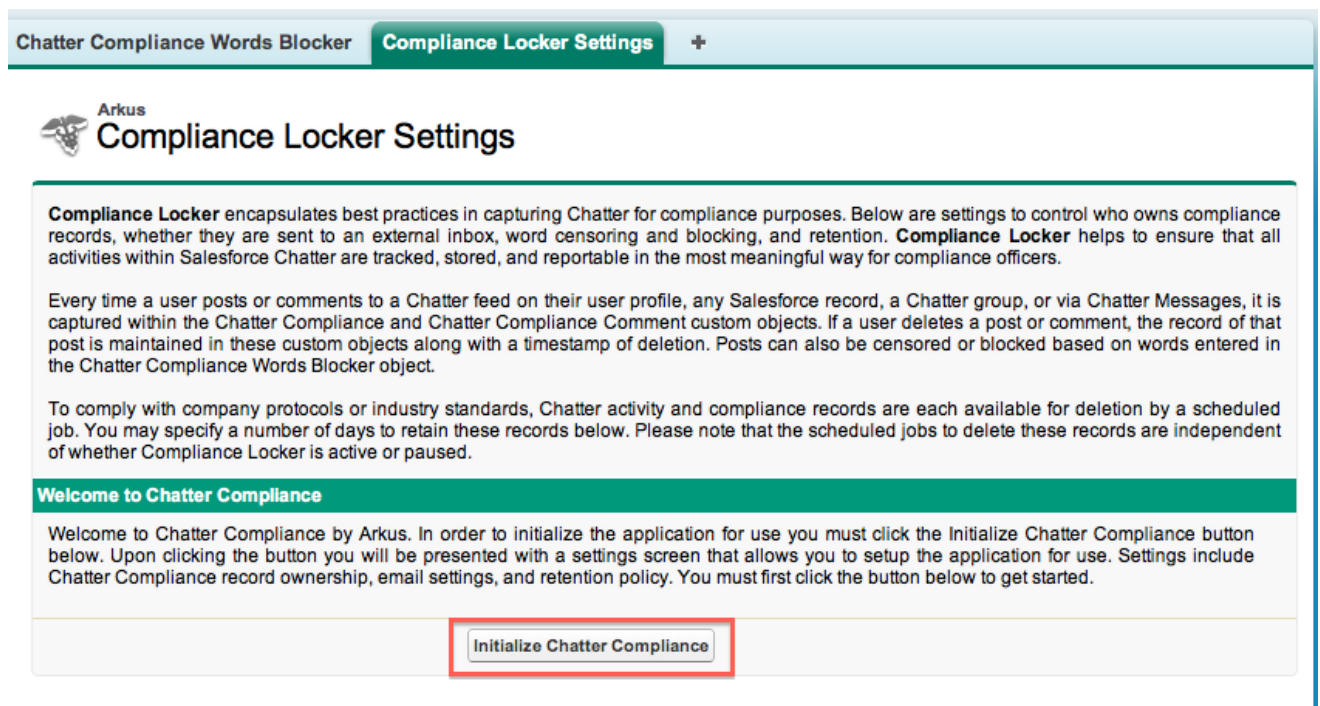 Chatter Compliance Words Blocker Compliance Locker Settings +
Arkus
Compliance Locker Settings
Compliance Locker encapsulates best practices in capturing Chatter for compliance purposes. Below are settings to control who owns compliance
records, whether they are sent to an external inbox, word censoring and blocking, and retention. Compliance Locker helps to ensure that all
activities within Salesforce Chatter are tracked, stored, and reportable in the most meaningful way for compliance officers.
Every time a user posts or comments to a Chatter feed on their user profile, any Salesforce record, a Chatter group, or via Chatter Messages, it is
captured within the Chatter Compliance and Chatter Compliance Comment custom objects. If a user deletes a post or comment, the record of that
post is maintained in these custom objects along with a timestamp of deletion. Posts can also be censored or blocked based on words entered in
the Chatter Compliance Words Blocker object.
To comply with company protocols or industry standards, Chatter activity and compliance records are each available for deletion by a scheduled
job. You may specify a number of days to retain these records below. Please note that the scheduled jobs to delete these records are independent
of whether Compliance Locker is active or paused.
Welcome to Chatter Compliance
Welcome to Chatter Compliance by Arkus. In order to initialize the application for use you must click the Initialize Chatter Compliance button
below. Upon clicking the button you will be presented with a settings screen that allows you to setup the application for use. Settings include
Chatter Compliance record ownership, email settings, and retention policy. You must first click the button below to get started.
Initialize Chatter Compliance